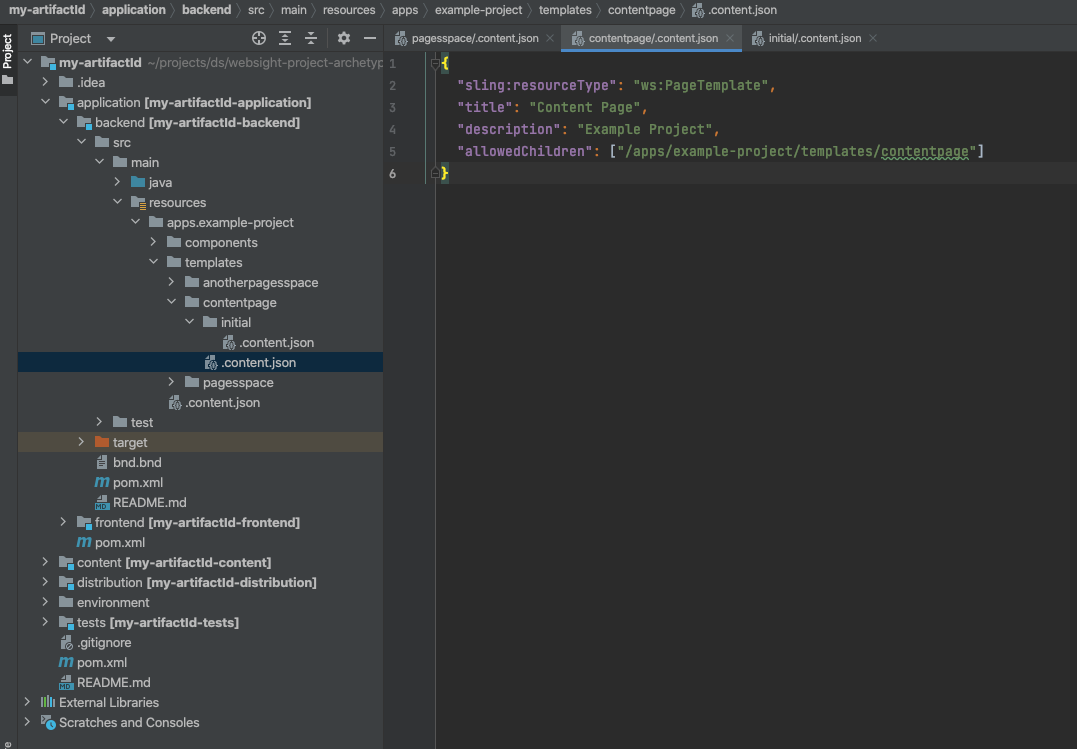 my-artifactId application backend src main resources apps example-project templates contentpage .content.json
Project
Project
pagesspace/.content.json
contentpage/.content.json
initial/.content.json
my-artifactId ~/projects/ds/websight-project-archetyp
.idea
application [my-artifactId-application]
backend [my-artifactId-backend]
src
main
java
resources
apps.example-project
components
templates
anotherpagesspace
contentpage
initial
.content.json
.content.json
pagesspace
.content.json
test
target
bnd.bnd
pom.xml
README.md
frontend [my-artifactId-frontend]
pom.xml
content [my-artifactId-content]
distribution [my-artifactId-distribution]
environment
tests [my-artifactId-tests]
.gitignore
pom.xml
README.md
External Libraries
Scratches and Consoles
1 {
2 "sling:resourceType": "ws:PageTemplate",
3 "title": "Content Page",
4 "description": "Example Project",
5 "allowedChildren": ["/apps/example-project/templates/contentpage"]
6 }